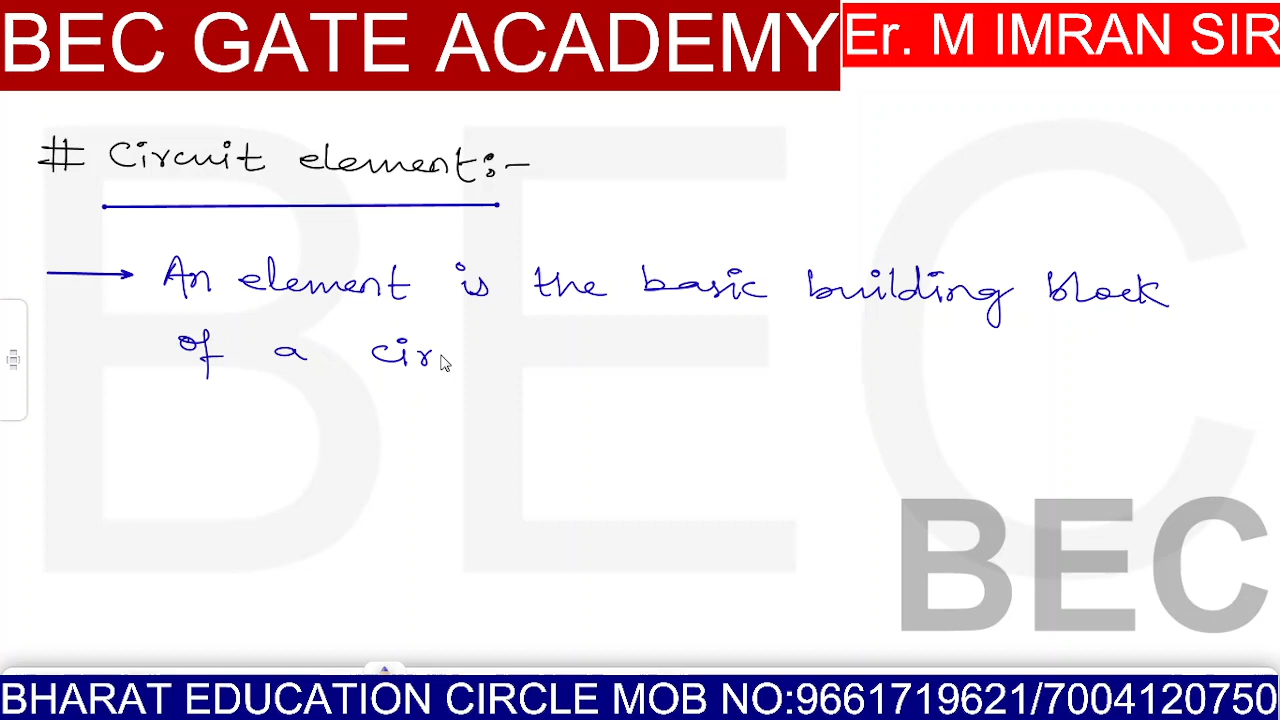 BEC GATE ACADEMY
Er. M IMRAN SIR
# Circuit element:-
→ An element is the basic building block
of a cir
BEC
BEC
BHARAT EDUCATION CIRCLE MOB NO:9661719621/7004120750